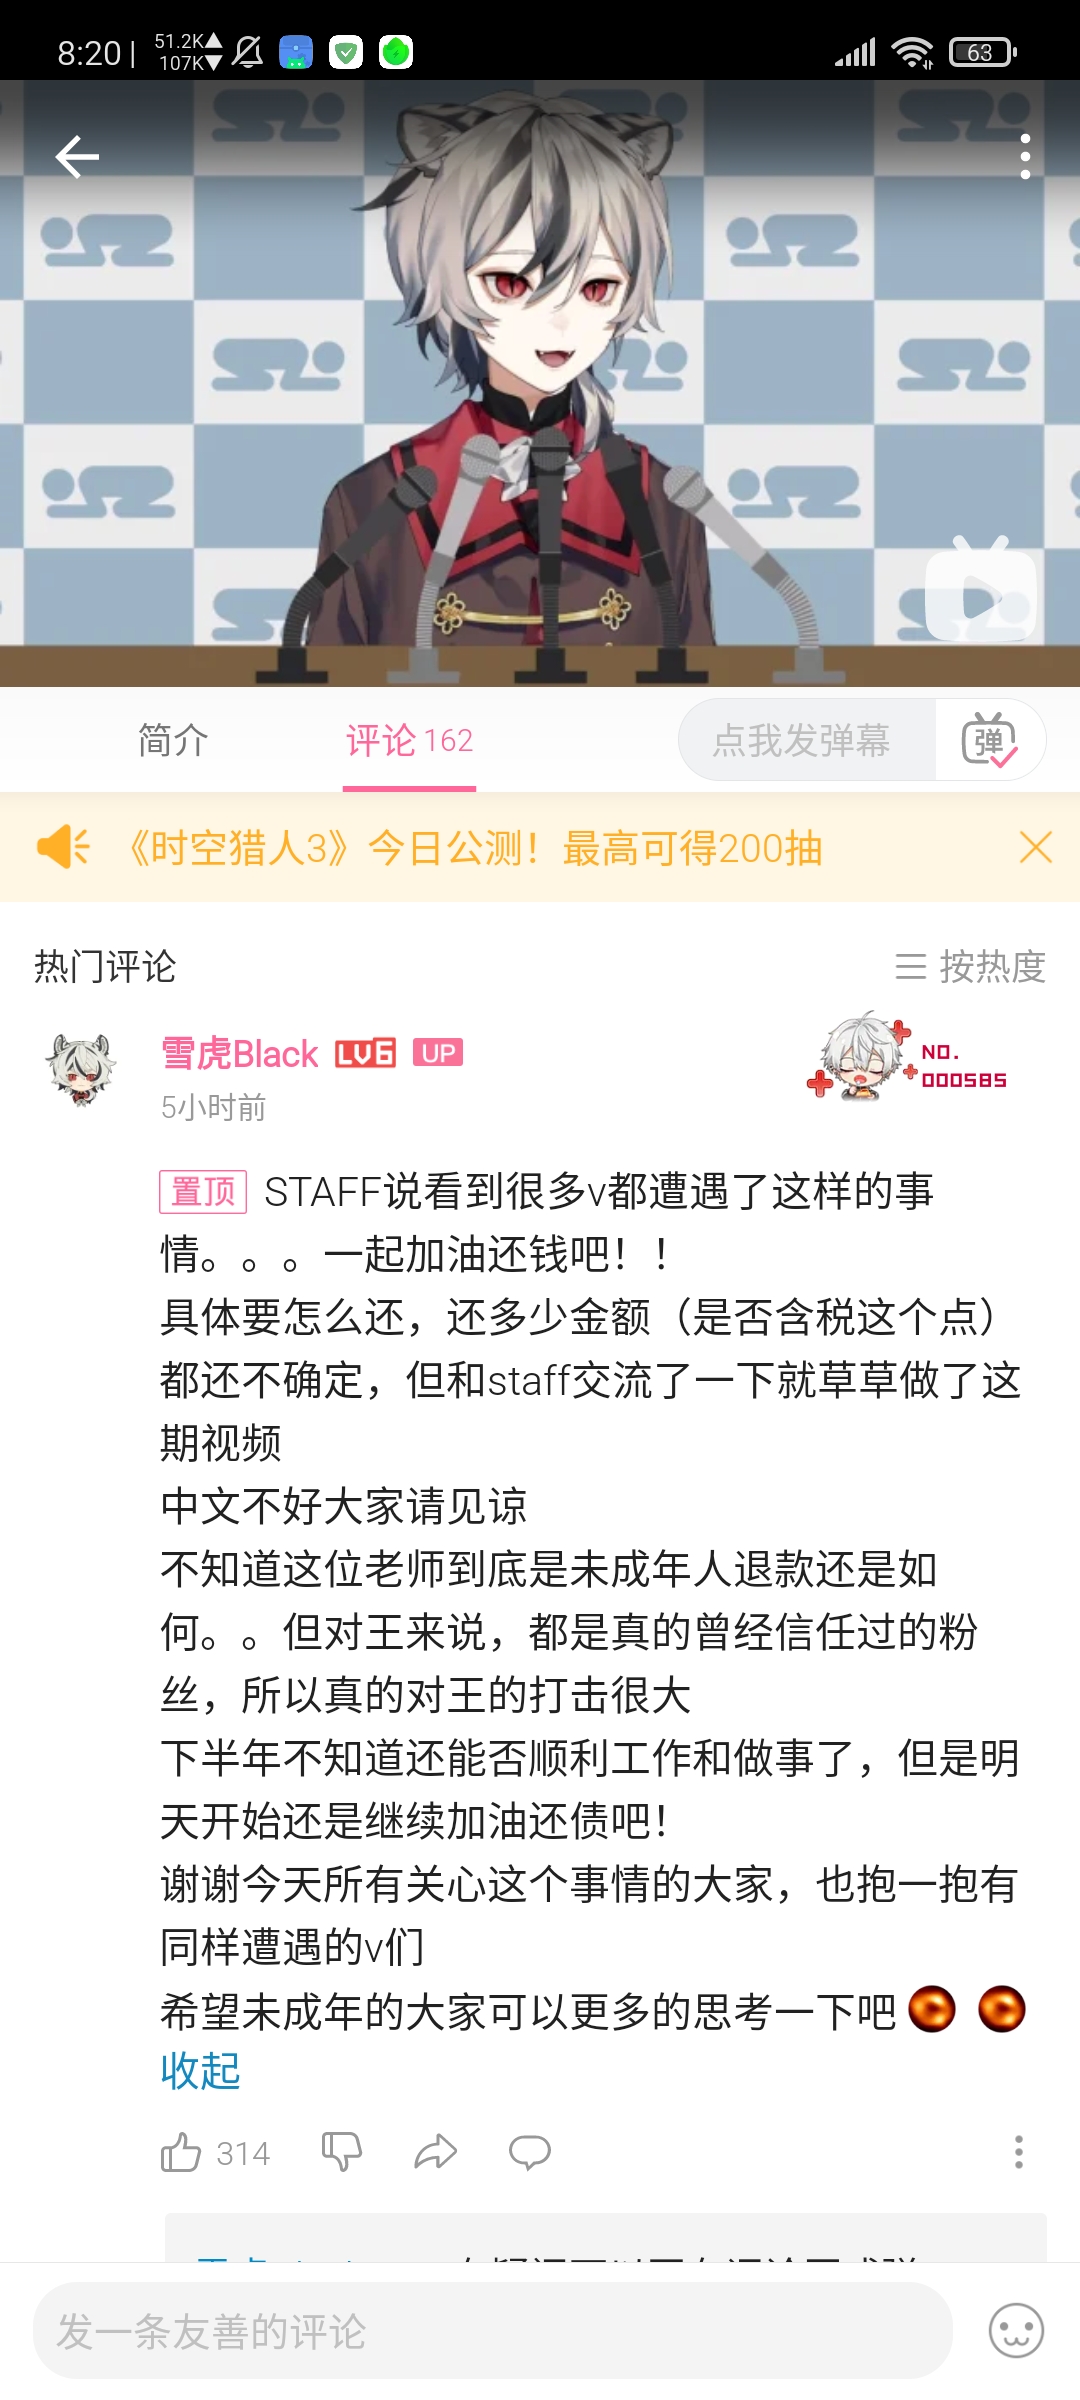 8:20
51.2K
107K
63
简介
评论 162
点我发弹幕
弹
《时空猎人3》今日公测！最高可得200抽
热门评论
按热度
雪虎Black LV6 UP
NO.
000585
5小时前
置顶 STAFF说看到很多v都遭遇了这样的事
情。。。一起加油还钱吧！！
具体要怎么还，还多少金额（是否含税这个点）
都还不确定，但和staff交流了一下就草草做了这
期视频
中文不好大家请见谅
不知道这位老师到底是未成年人退款还是如
何。。但对王来说，都是真的曾经信任过的粉
丝，所以真的对王的打击很大
下半年不知道还能否顺利工作和做事了，但是明
天开始还是继续加油还债吧！
谢谢今天所有关心这个事情的大家，也抱一抱有
同样遭遇的v们
希望未成年的大家可以更多的思考一下吧
收起
314
发一条友善的评论